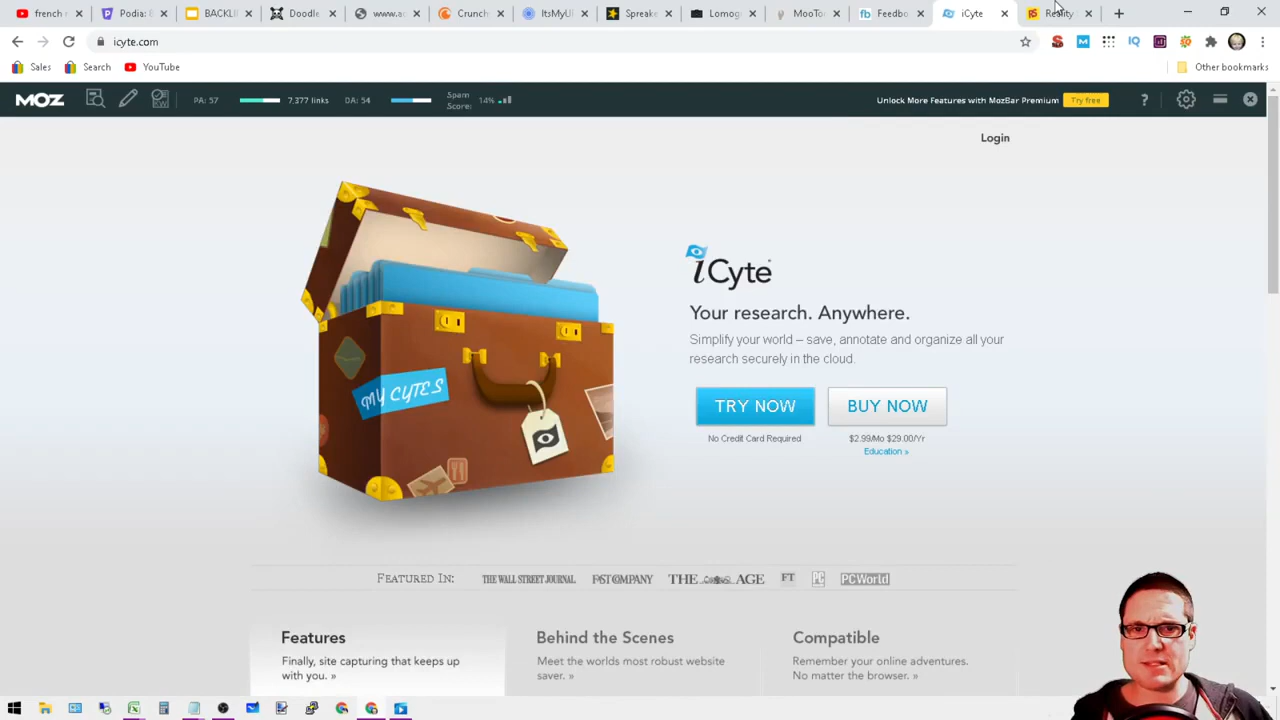 french r
Podia:
BACKLI
Doodle
www.a
Crunch
ItsMyU
Spreake
Lomog
MooTo
Feedbo
iCyte
Reality
icyte.com
Sales
Search
YouTube
Other bookmarks
MOZ
PA: 57
7,377 links
DA: 54
Spam
Score:
14%
Unlock More Features with MozBar Premium
Try free
Login
iCyte
MY CYTES
Your research. Anywhere.
Simplify your world – save, annotate and organize all your
research securely in the cloud.
TRY NOW
BUY NOW
No Credit Card Required
$2.99/Mo $29.00/Yr
Education »
FEATURED IN:
THE WALL STREET JOURNAL
FAST COMPANY
THE AGE
FT
PC
PCWorld
Features
Finally, site capturing that keeps up
with you. »
Behind the Scenes
Meet the worlds most robust website
saver. »
Compatible
Remember your online adventures.
No matter the browser. »